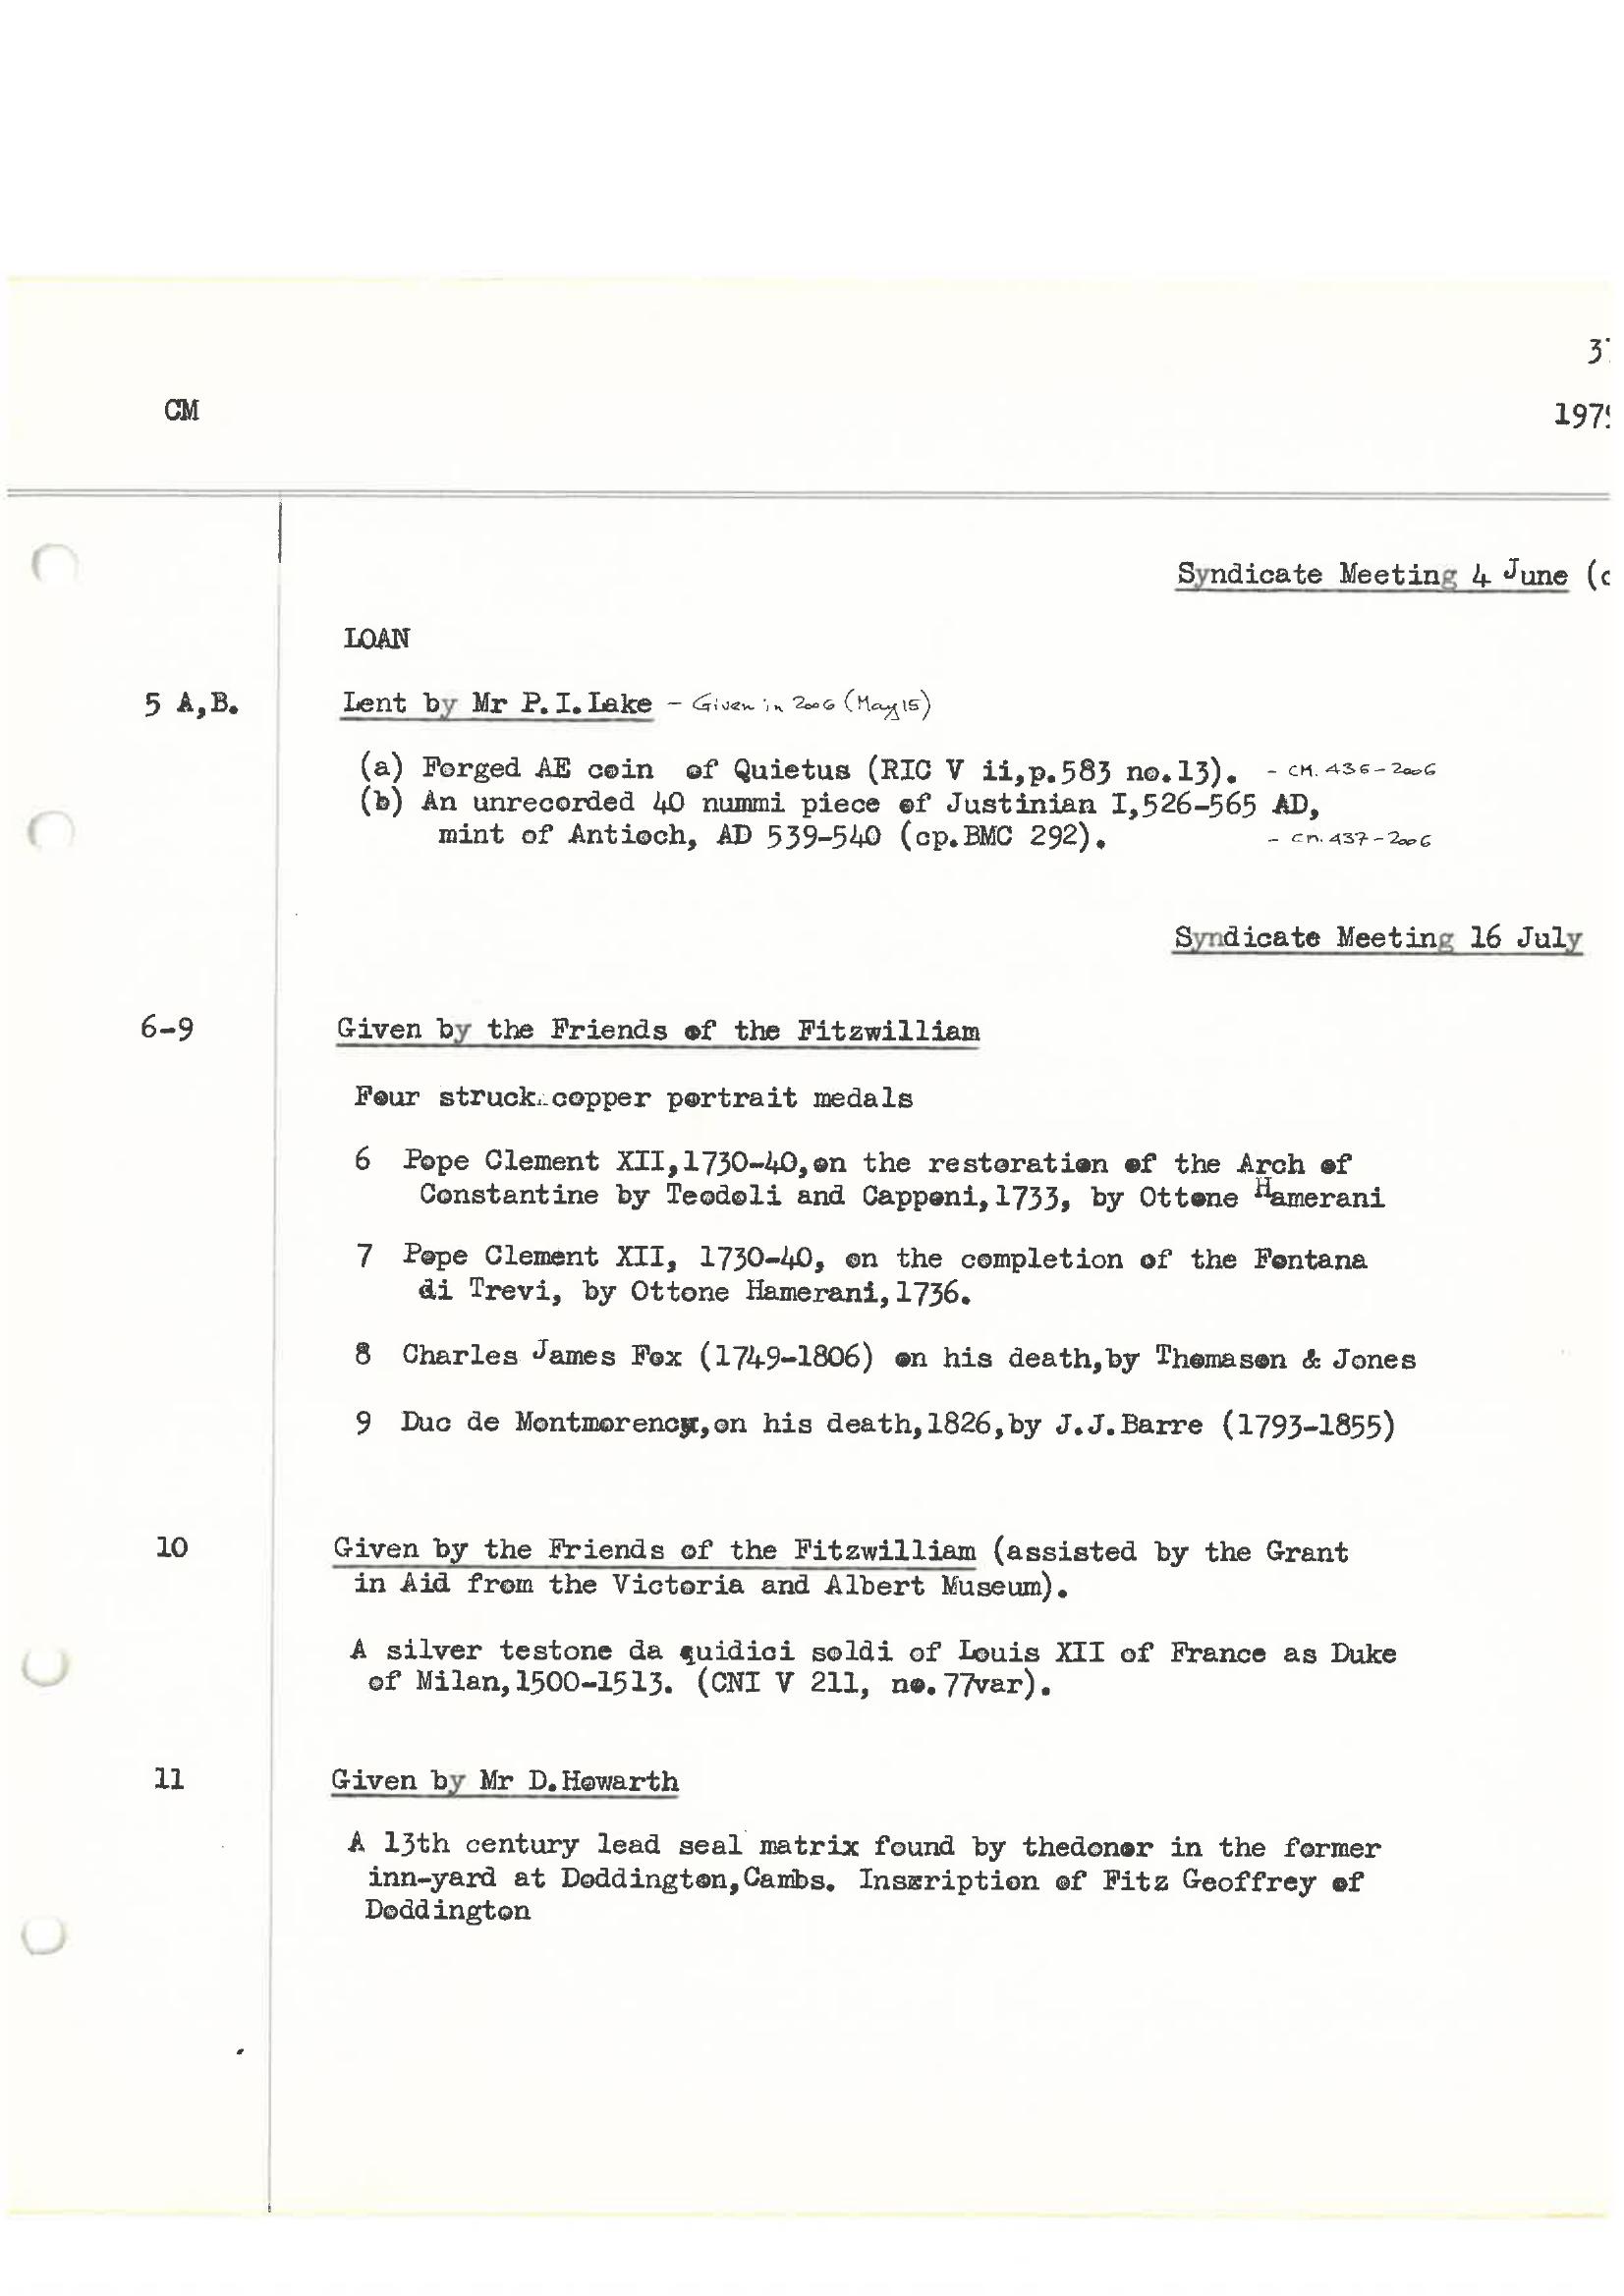 CM
Syndicate Meeting 4 June
LOAN
5 A,B. Lent by Mr P.I.Lake - Given in 2006 (May 15)
(a) Forged AE coin of Quietus (RIC V ii,p.583 no.13). - CM. 436-2006
(b) An unrecorded 40 nummi piece of Justinian I,526-565 AD,
mint of Antioch, AD 539-540 (cp.BMC 292). - CM. 437-2006
Syndicate Meeting 16 July
6-9 Given by the Friends of the Fitzwilliam
Four struck copper portrait medals
6 Pope Clement XII,1730-40,on the restoration of the Arch of
Constantine by Teodoli and Capponi,1733, by Ottone Hamerani
7 Pope Clement XII, 1730-40, on the completion of the Fontana
di Trevi, by Ottone Hamerani,1736.
8 Charles James Fox (1749-1806) on his death,by Thomason & Jones
9 Duc de Montmorency,on his death,1826,by J.J.Barre (1793-1855)
10 Given by the Friends of the Fitzwilliam (assisted by the Grant
in Aid from the Victoria and Albert Museum).
A silver testone da quidici soldi of Louis XII of France as Duke
of Milan,1500-1513. (CNI V 211, no.77var).
11 Given by Mr D.Howarth
A 13th century lead seal matrix found by thedonor in the former
inn-yard at Doddington,Cambs. Inscription of Fitz Geoffrey of
Doddington